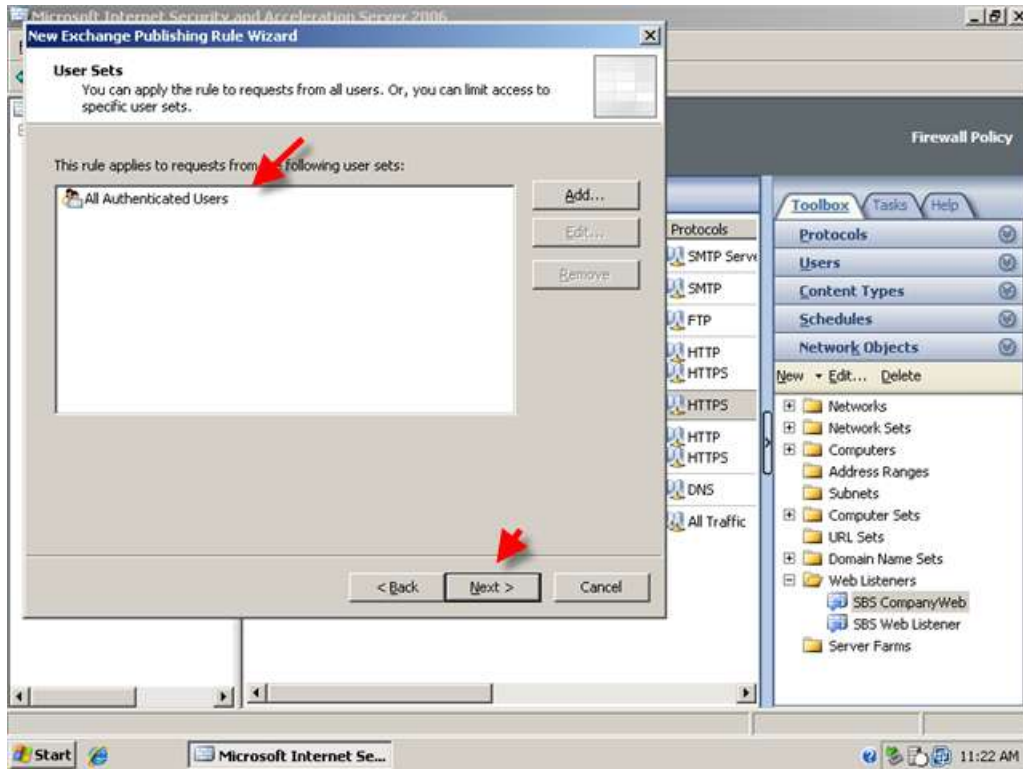 Microsoft Internet Security and Acceleration Server 2006
New Exchange Publishing Rule Wizard
User Sets
You can apply the rule to requests from all users. Or, you can limit access to
specific user sets.
This rule applies to requests from following user sets:
All Authenticated Users
Add...
Edit...
Remove
< Back
Next >
Cancel
Firewall Policy
Protocols
SMTP Serve
SMTP
FTP
HTTP
HTTPS
HTTPS
HTTP
HTTPS
DNS
All Traffic
Toolbox
Tasks
Help
Protocols
Users
Content Types
Schedules
Network Objects
New Edit... Delete
Networks
Network Sets
Computers
Address Ranges
Subnets
Computer Sets
URL Sets
Domain Name Sets
Web Listeners
SBS CompanyWeb
SBS Web Listener
Server Farms
Start
Microsoft Internet Se...
11:22 AM